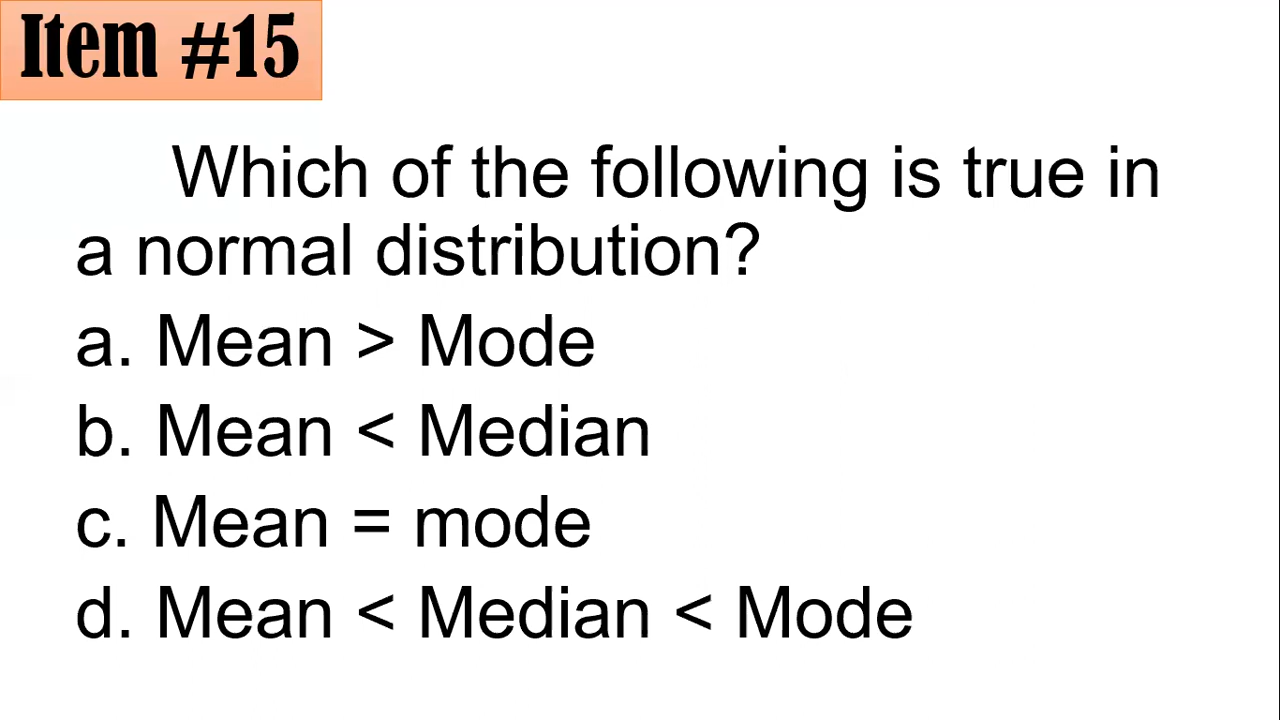 Item #15
Which of the following is true in
a normal distribution?
a. Mean > Mode
b. Mean < Median
c. Mean = mode
d. Mean < Median < Mode